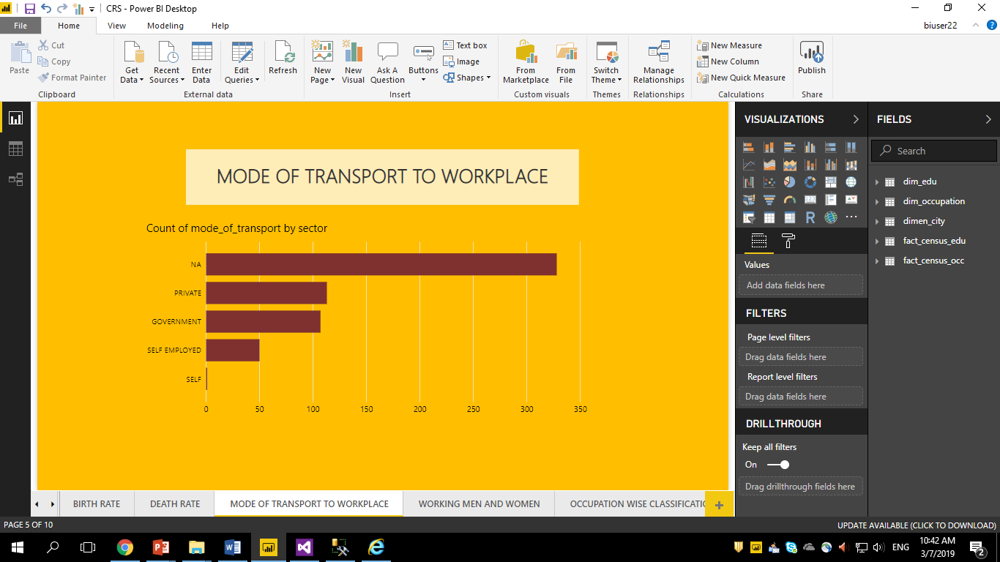 CRS - Power BI Desktop
File Home View Modeling Help biuser22
Paste
Cut
Copy
Format Painter
Clipboard
Get Data
Recent Sources
Enter Data
Edit Queries
Refresh
External data
New Page
New Visual
Ask A Question
Buttons
Text box
Image
Shapes
Insert
From Marketplace
From File
Custom visuals
Switch Theme
Themes
Manage Relationships
Relationships
New Measure
New Column
New Quick Measure
Calculations
Publish
Share
MODE OF TRANSPORT TO WORKPLACE
Count of mode_of_transport by sector
NA
PRIVATE
GOVERNMENT
SELF EMPLOYED
SELF
0 50 100 150 200 250 300 350
VISUALIZATIONS
R
Values
Add data fields here
FILTERS
Page level filters
Drag data fields here
Report level filters
Drag data fields here
DRILLTHROUGH
Keep all filters
On
Drag drillthrough fields here
FIELDS
Search
dim_edu
dim_occupation
dimen_city
fact_census_edu
fact_census_occ
BIRTH RATE DEATH RATE MODE OF TRANSPORT TO WORKPLACE WORKING MEN AND WOMEN OCCUPATION WISE CLASSIFICATIO
PAGE 5 OF 10
UPDATE AVAILABLE (CLICK TO DOWNLOAD)
ENG
10:42 AM
3/7/2019
2